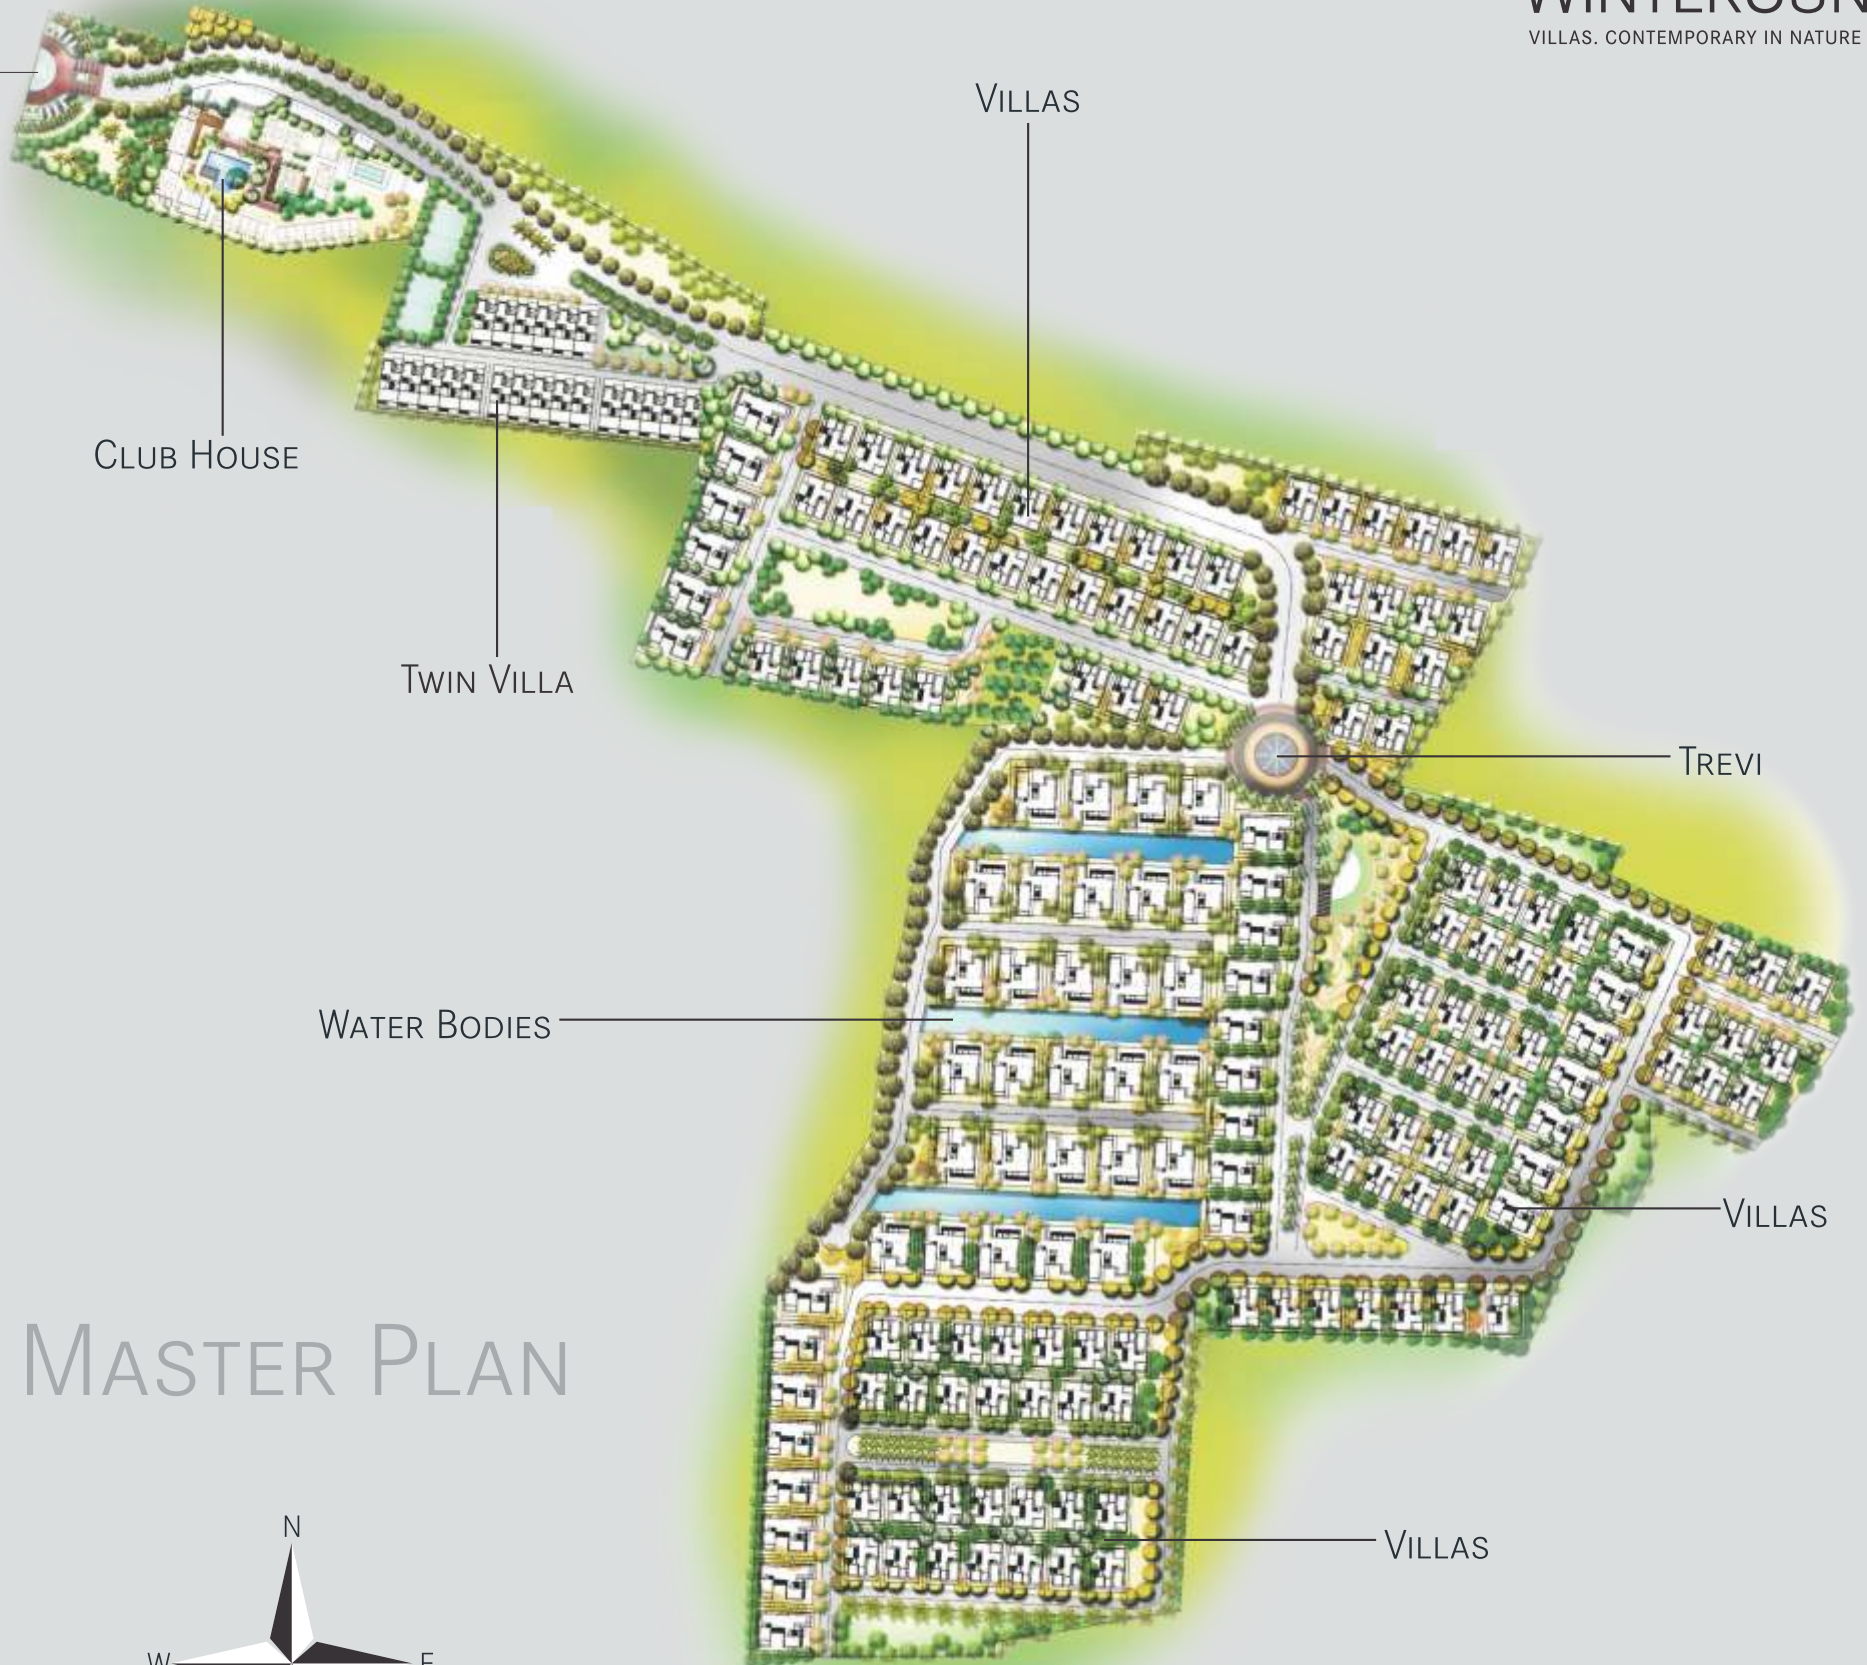 VILLAS. CONTEMPORARY IN NATURE
VILLAS
CLUB HOUSE
TWIN VILLA
TREVI
WATER BODIES
VILLAS
MASTER PLAN
N
VILLAS
W
E